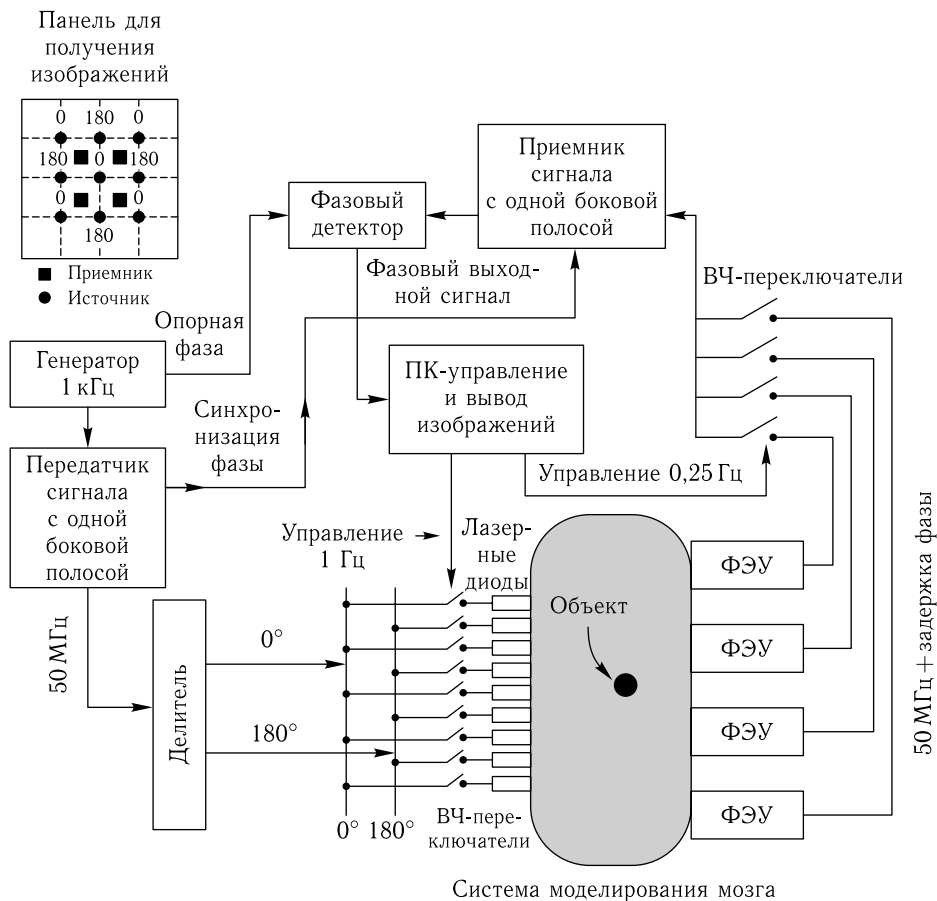 Панель для
получения
изображений
0 180 0
180 0 180
0 0
180
Приемник
Источник
Опорная
фаза
Генератор
1 кГц
Передатчик
сигнала
с одной
боковой
полосой
Синхро-
низация
фазы
Фазовый
детектор
Приемник
сигнала
с одной боковой
полосой
Фазовый выход-
ной сигнал
ПК-управление
и вывод
изображений
ВЧ-переключатели
Управление 0,25 Гц
Управление
1 Гц
Лазер-
ные
диоды
50 МГц
Делитель
0°
180°
0° 180°
ВЧ-пере-
ключатели
Объект
ФЭУ
ФЭУ
ФЭУ
ФЭУ
50 МГц + задержка фазы
Система моделирования мозга